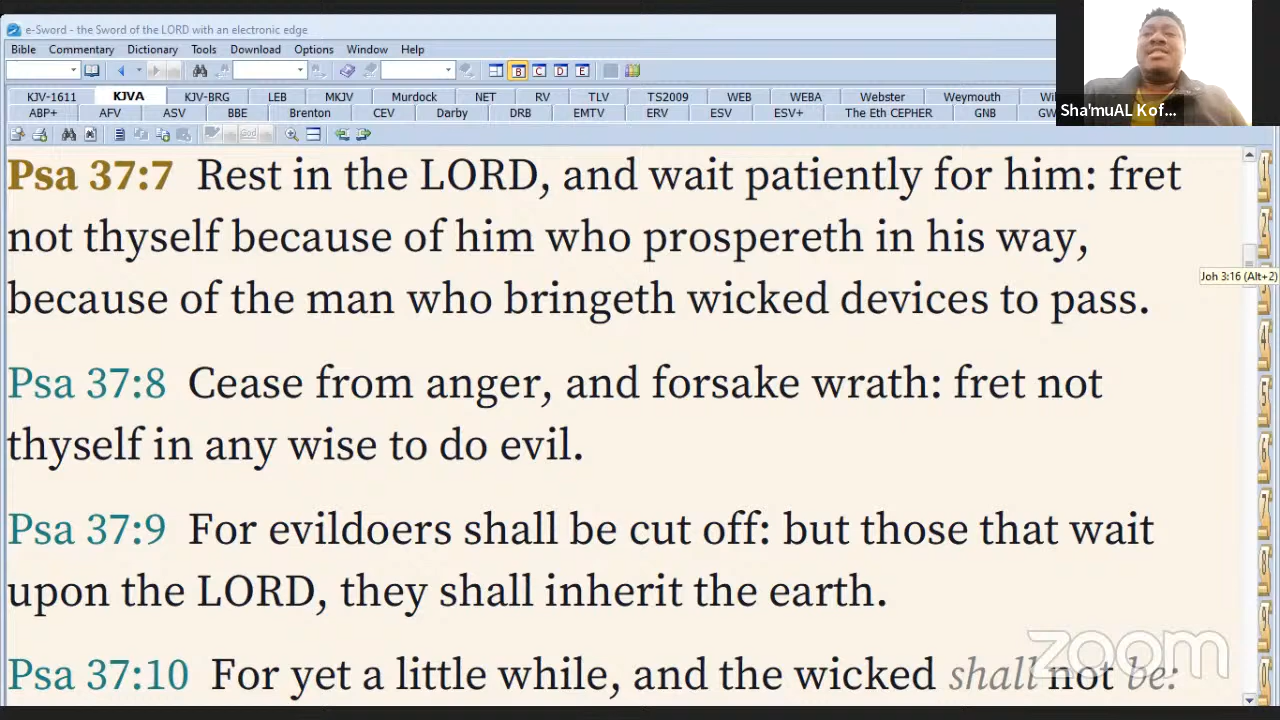 e-Sword - the Sword of the LORD with an electronic edge
Bible Commentary Dictionary Tools Download Options Window Help
B C D E
KJV-1611 KJVA KJV-BRG LEB MKJV Murdock NET RV TLV TS2009 WEB WEBA Webster Weymouth
ABP+ AFV ASV BBE Brenton CEV Darby DRB EMTV ERV ESV ESV+ The Eth CEPHER GNB
Sha'muAL Kof...
Psa 37:7 Rest in the LORD, and wait patiently for him: fret
not thyself because of him who prospereth in his way,
because of the man who bringeth wicked devices to pass.
Joh 3:16 (Alt+2)
Psa 37:8 Cease from anger, and forsake wrath: fret not
thyself in any wise to do evil.
Psa 37:9 For evildoers shall be cut off: but those that wait
upon the LORD, they shall inherit the earth.
Psa 37:10 For yet a little while, and the wicked shall not be:
zoom